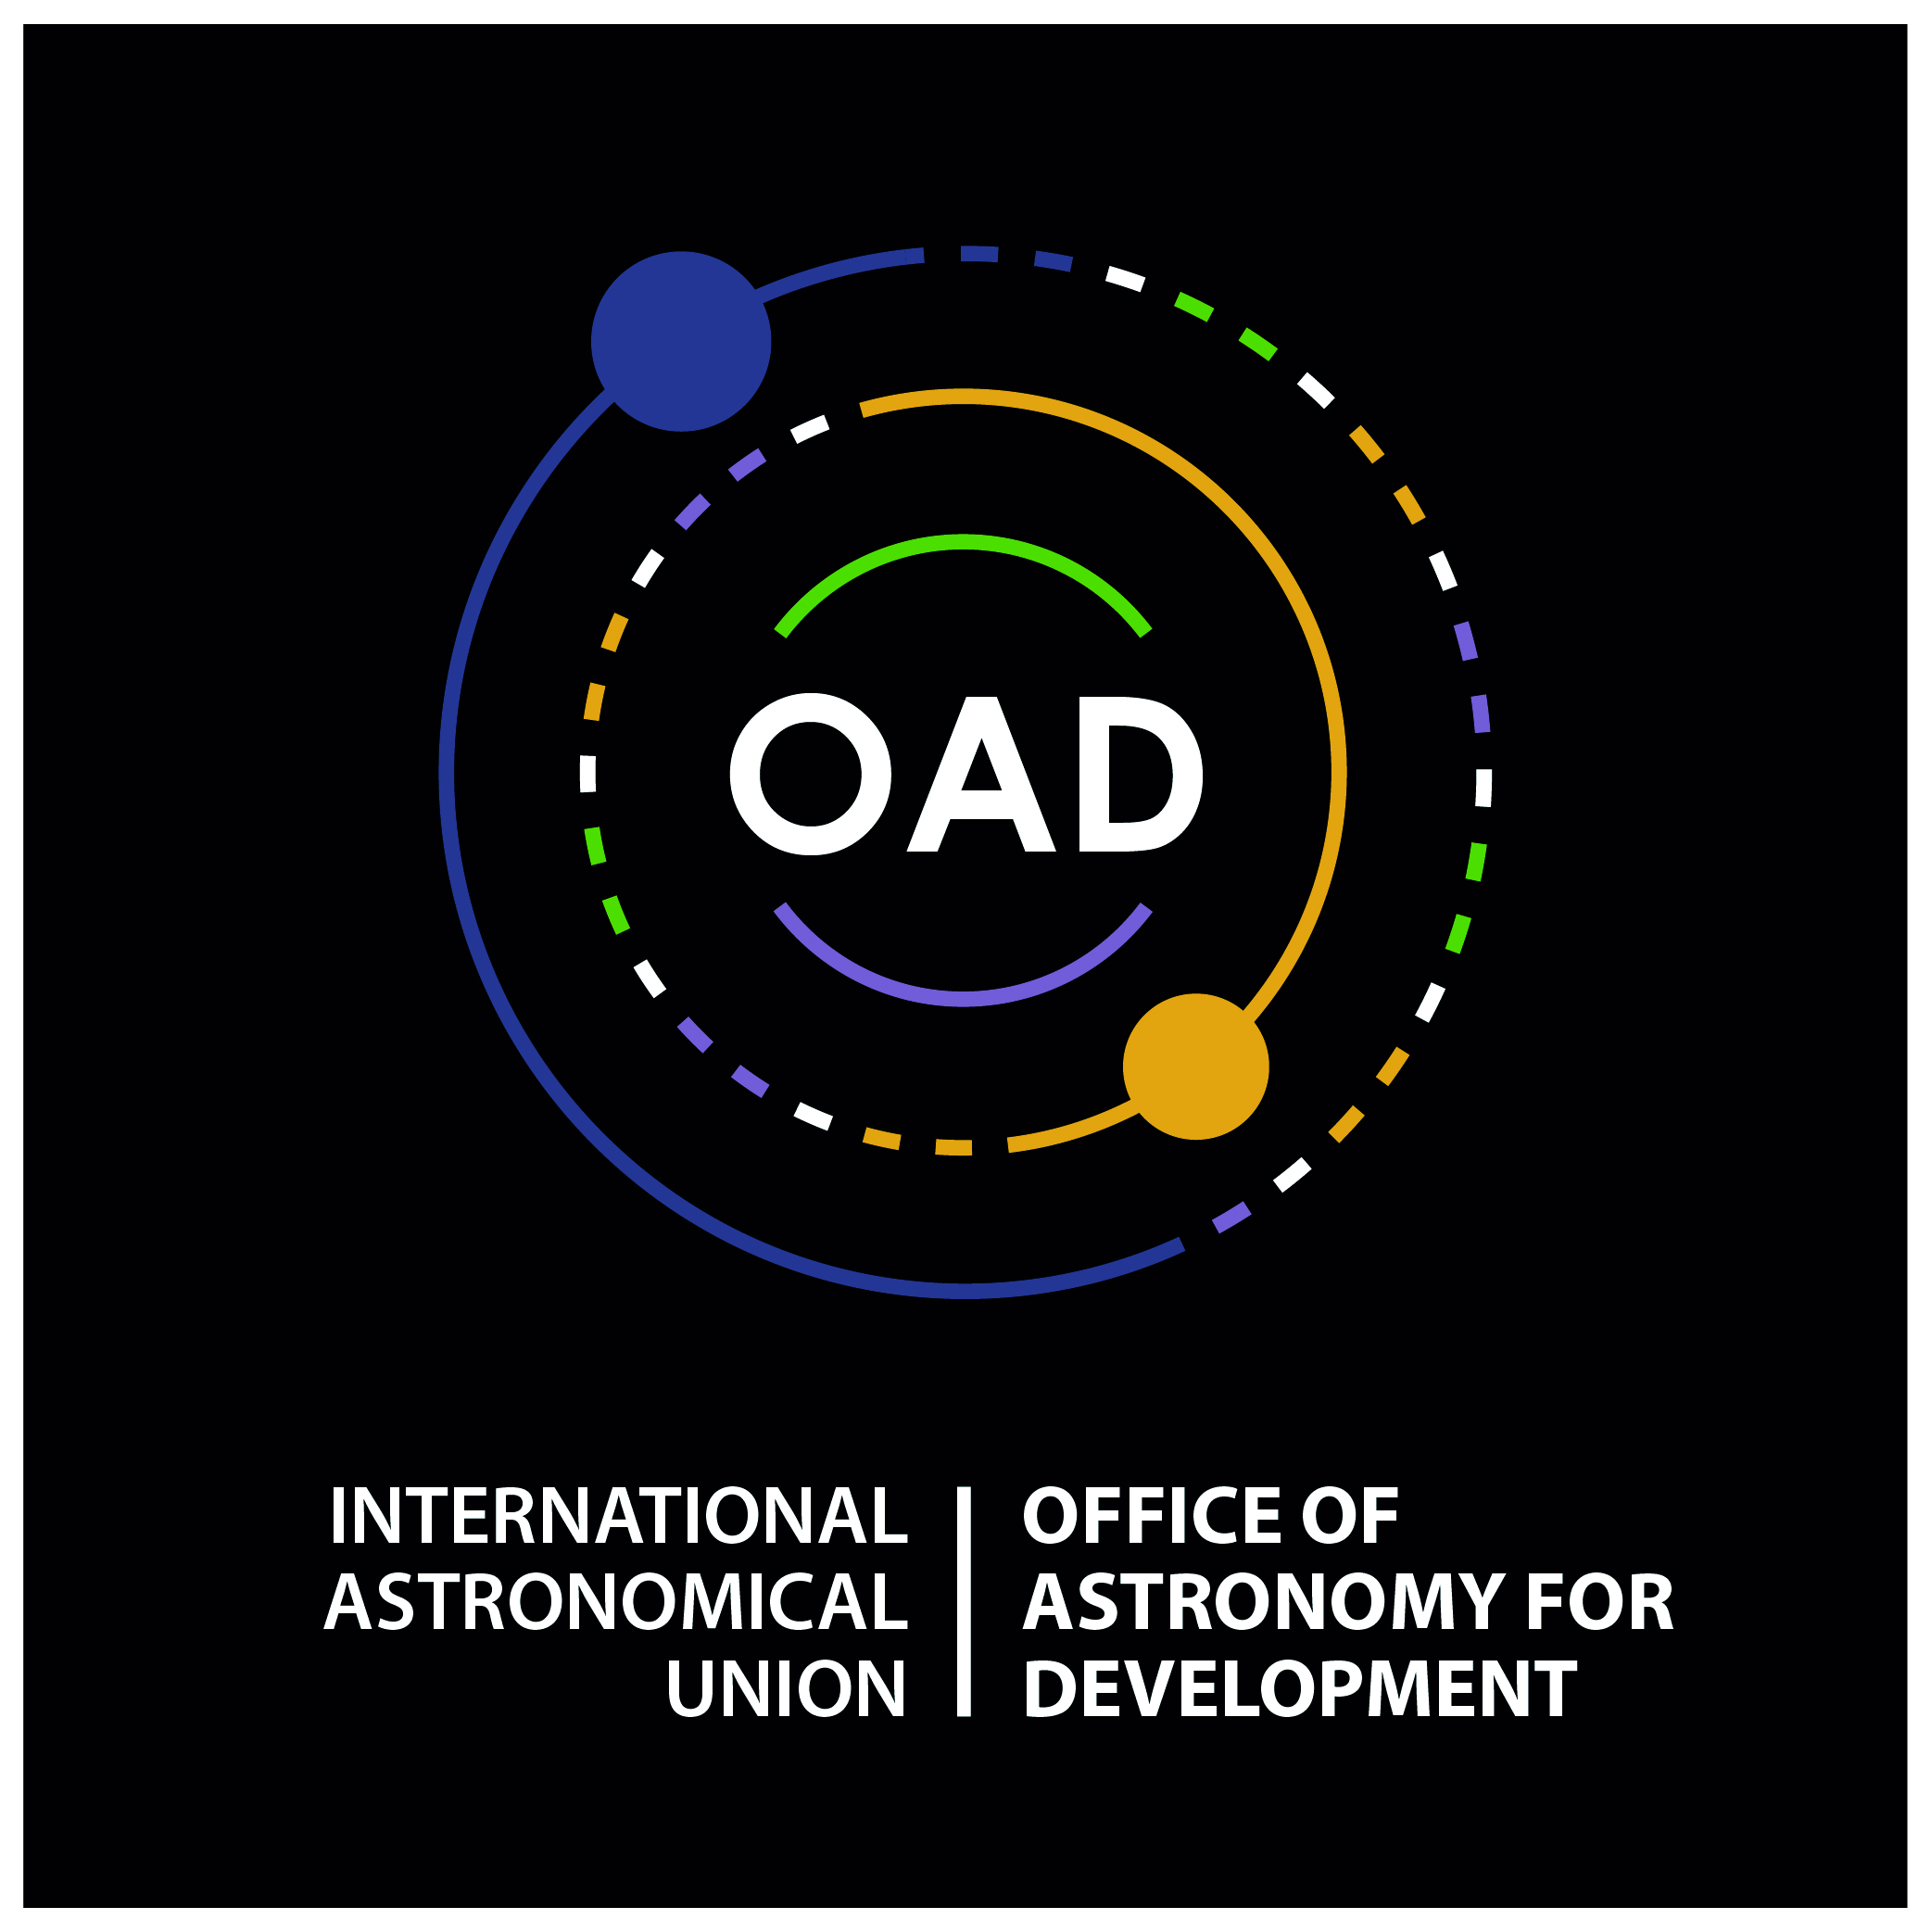 OAD
INTERNATIONAL
ASTRONOMICAL
UNION
OFFICE OF
ASTRONOMY FOR
DEVELOPMENT